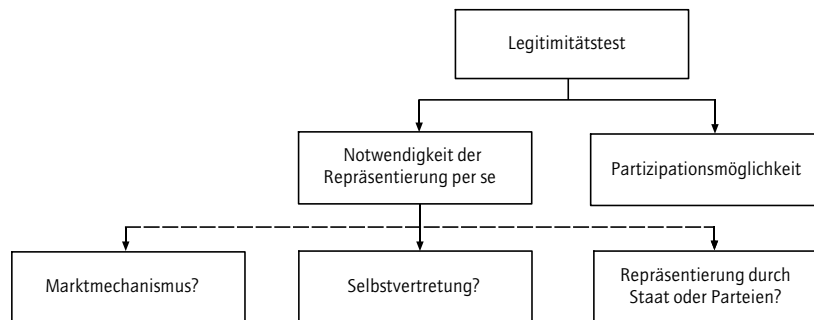 Legitimitätstest
Notwendigkeit der
Repräsentierung per se
Partizipationsmöglichkeit
Marktmechanismus?
Selbstvertretung?
Repräsentierung durch
Staat oder Parteien?